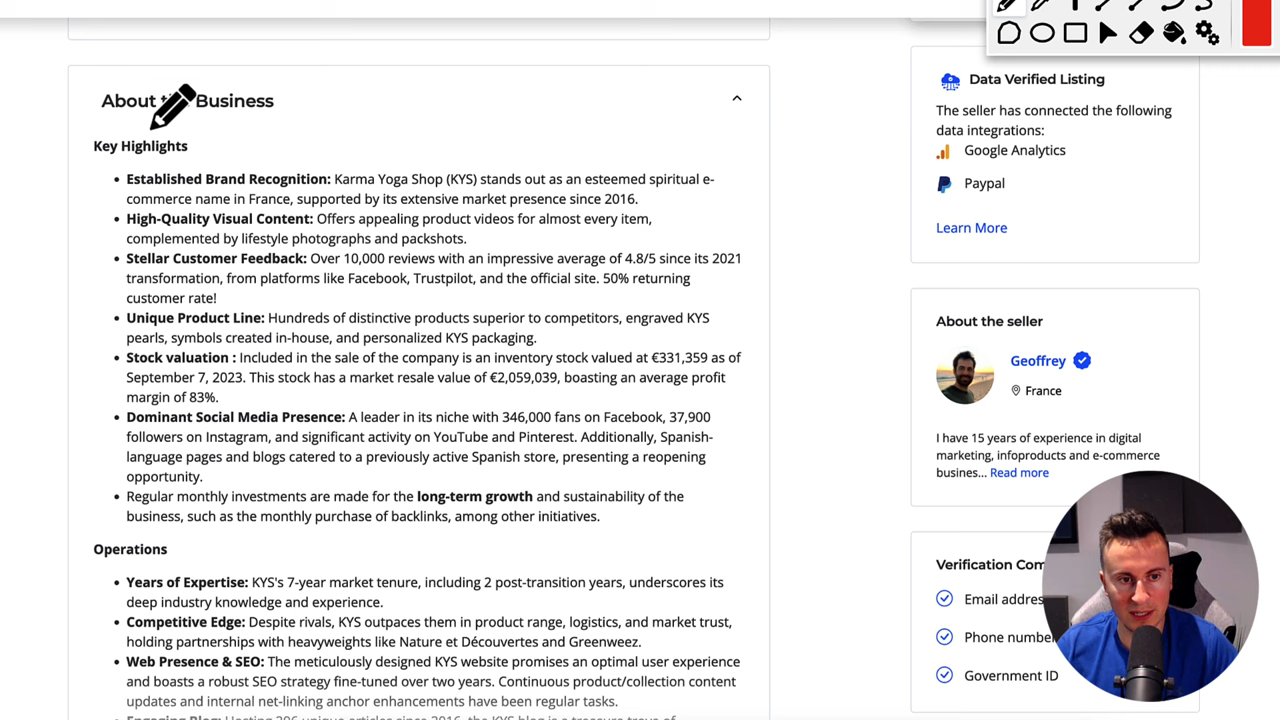 About Business
Key Highlights
• Established Brand Recognition: Karma Yoga Shop (KYS) stands out as an esteemed spiritual e-
commerce name in France, supported by its extensive market presence since 2016.
• High-Quality Visual Content: Offers appealing product videos for almost every item,
complemented by lifestyle photographs and packshots.
• Stellar Customer Feedback: Over 10,000 reviews with an impressive average of 4.8/5 since its 2021
transformation, from platforms like Facebook, Trustpilot, and the official site. 50% returning
customer rate!
• Unique Product Line: Hundreds of distinctive products superior to competitors, engraved KYS
pearls, symbols created in-house, and personalized KYS packaging.
• Stock valuation : Included in the sale of the company is an inventory stock valued at €331,359 as of
September 7, 2023. This stock has a market resale value of €2,059,039, boasting an average profit
margin of 83%.
• Dominant Social Media Presence: A leader in its niche with 346,000 fans on Facebook, 37,900
followers on Instagram, and significant activity on YouTube and Pinterest. Additionally, Spanish-
language pages and blogs catered to a previously active Spanish store, presenting a reopening
opportunity.
• Regular monthly investments are made for the long-term growth and sustainability of the
business, such as the monthly purchase of backlinks, among other initiatives.
Operations
• Years of Expertise: KYS's 7-year market tenure, including 2 post-transition years, underscores its
deep industry knowledge and experience.
• Competitive Edge: Despite rivals, KYS outpaces them in product range, logistics, and market trust,
holding partnerships with heavyweights like Nature et Découvertes and Greenweez.
• Web Presence & SEO: The meticulously designed KYS website promises an optimal user experience
and boasts a robust SEO strategy fine-tuned over two years. Continuous product/collection content
updates and internal net-linking anchor enhancements have been regular tasks.
Data Verified Listing
The seller has connected the following
data integrations:
Google Analytics
Paypal
Learn More
About the seller
Geoffrey
France
I have 15 years of experience in digital
marketing, infoproducts and e-commerce
busines... Read more
Verification Com
Email addres
Phone numbe
Government ID